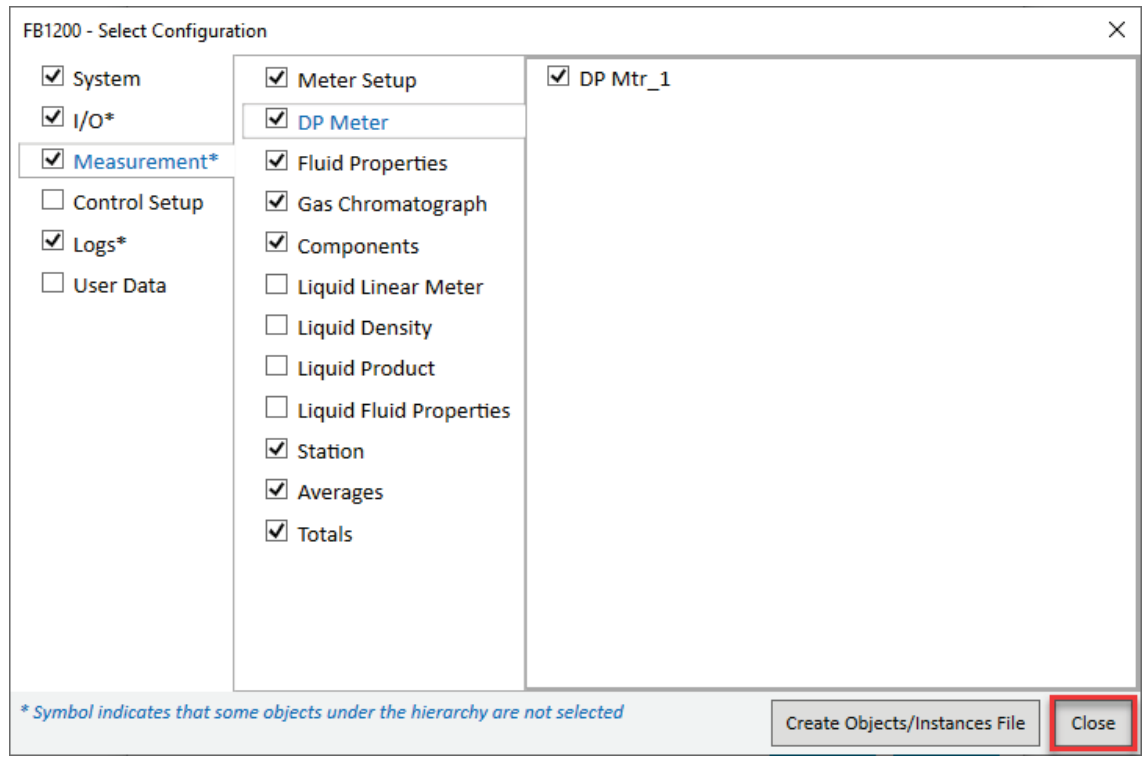 FB1200 - Select Configuration
System
I/O*
Measurement*
Control Setup
Logs*
User Data
Meter Setup
DP Meter
Fluid Properties
Gas Chromatograph
Components
Liquid Linear Meter
Liquid Density
Liquid Product
Liquid Fluid Properties
Station
Averages
Totals
DP Mtr_1
* Symbol indicates that some objects under the hierarchy are not selected
Create Objects/Instances File
Close